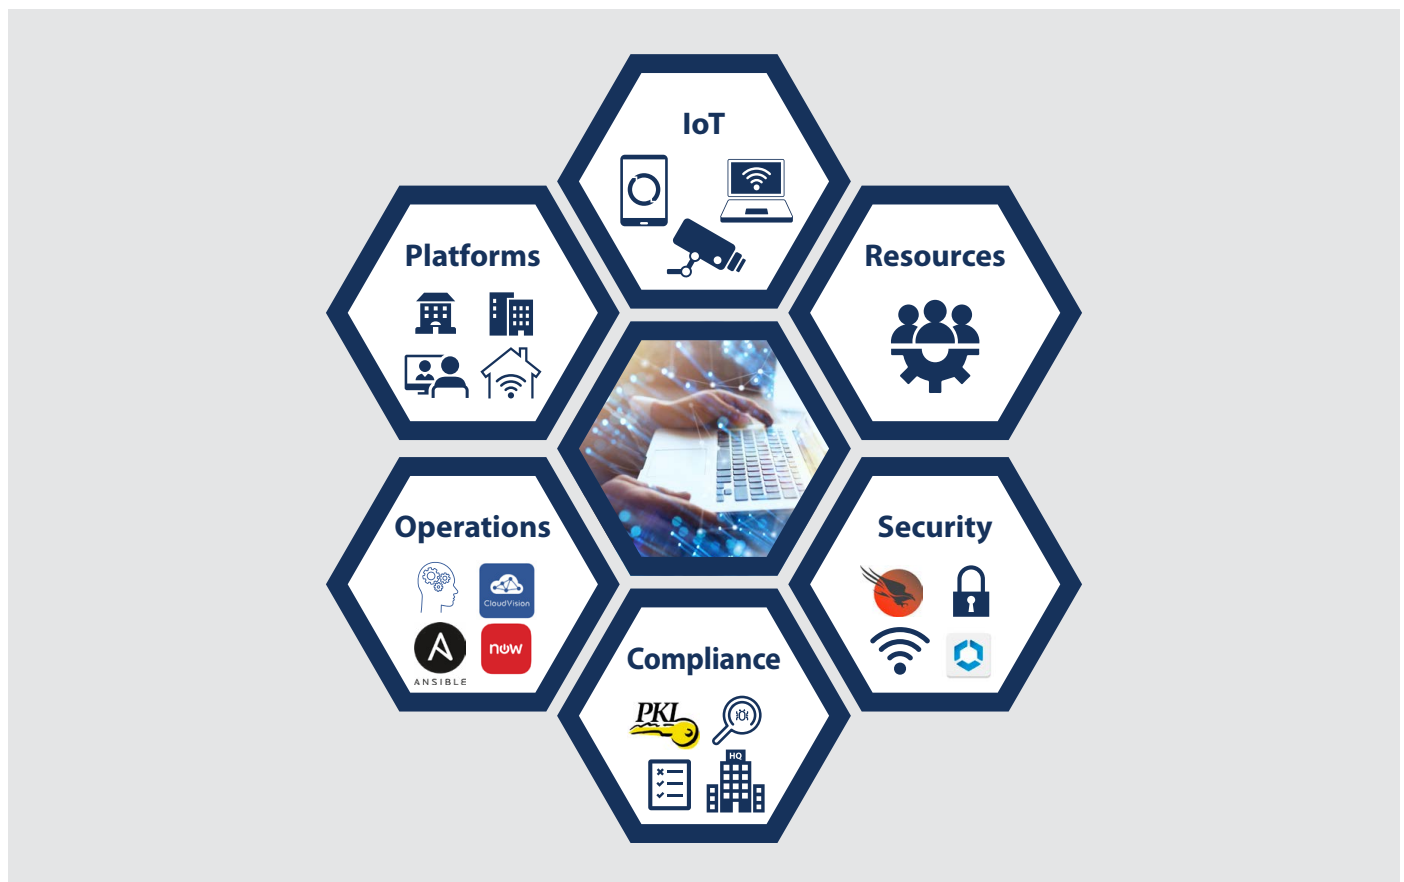 IoT
Platforms
Resources
Operations
CloudVision
ANSIBLE
now
Security
Compliance
PKI
HQ